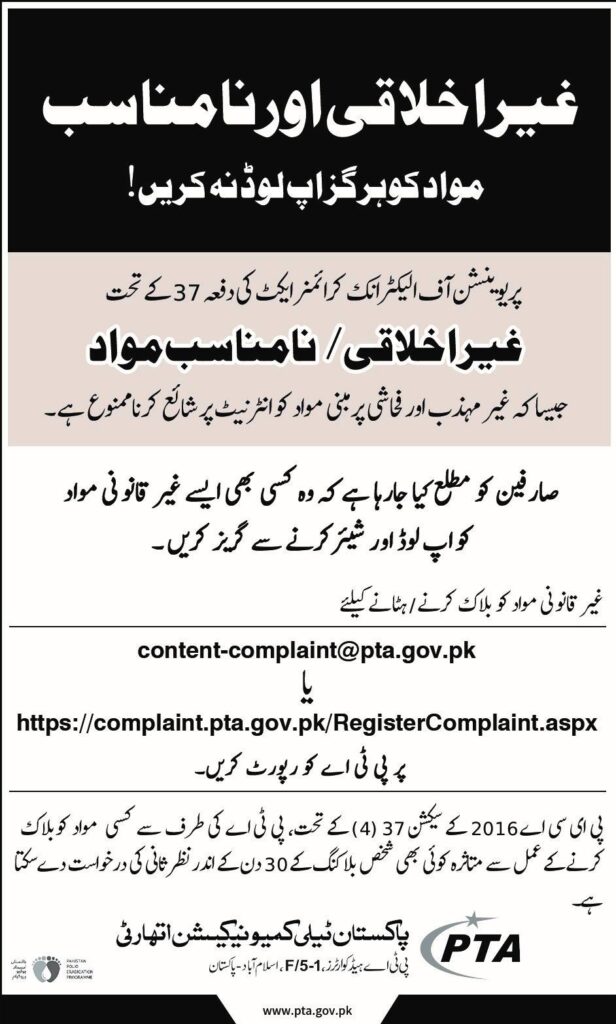 غیر اخلاقی اور نامناسب
مواد کو ہرگز اپ لوڈ نہ کریں!
پریوینشن آف الیکٹرانک کرائمز ایکٹ کی دفعہ 37 کے تحت
غیر اخلاقی / نامناسب مواد
جیسا کہ غیر مہذب اور فحاشی پر مبنی مواد کو انٹرنیٹ پر شائع کرنا ممنوع ہے۔
صارفین کو مطلع کیا جارہا ہے کہ وہ کسی بھی ایسے غیر قانونی مواد
کو اپ لوڈ اور شیئر کرنے سے گریز کریں۔
غیر قانونی مواد کو بلاک کرنے / ہٹانے کیلئے
content-complaint@pta.gov.pk
یا
https://complaint.pta.gov.pk/RegisterComplaint.aspx
پر پی ٹی اے کو رپورٹ کریں۔
پی ای سی اے 2016 کے سیکشن 37 (4) کے تحت، پی ٹی اے کی طرف سے کسی مواد کو بلاک
کرنے کے عمل سے متاثرہ کوئی بھی شخص بلاکنگ کے 30 دن کے اندر نظرثانی کی درخواست دے سکتا
ہے۔
پاکستان ٹیلی کمیونیکیشن اتھارٹی
پی ٹی اے ہیڈ کوارٹرز، F/5-1، اسلام آباد - پاکستان
PTA
PAKISTAN
POLIO
ERADICATION
PROGRAMME
www.pta.gov.pk